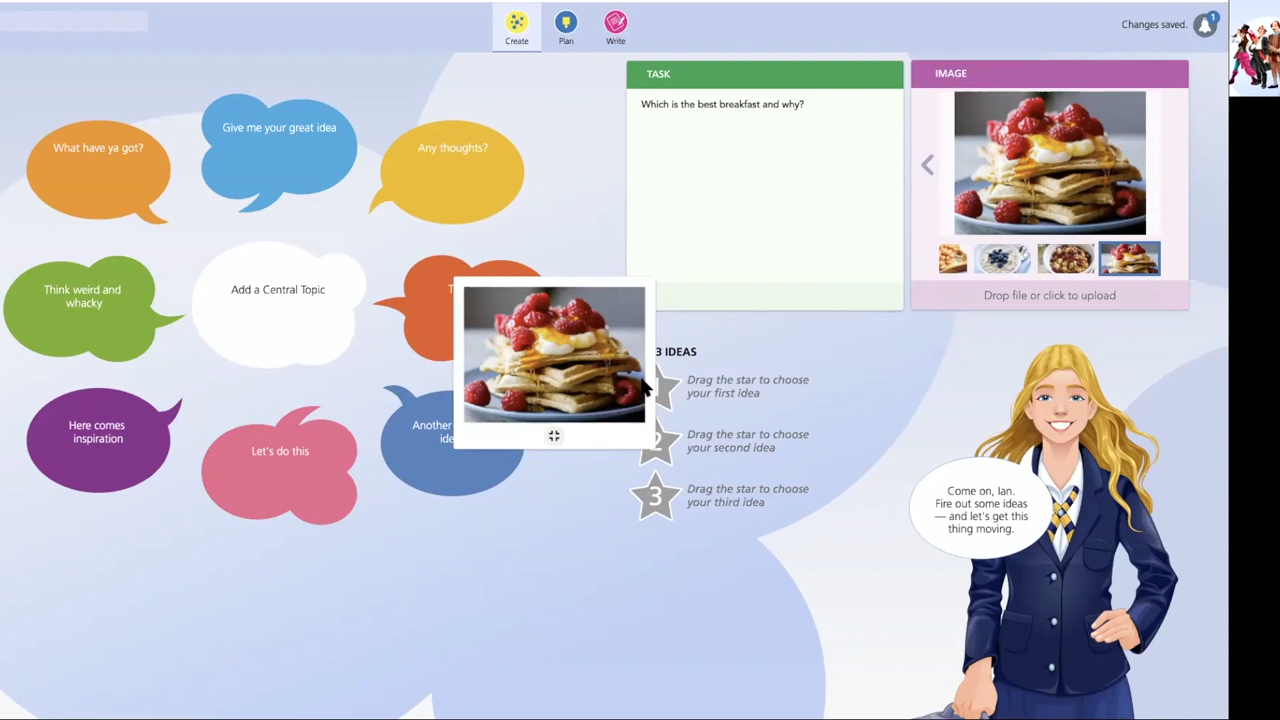 Create
Plan
Write
Changes saved.
1
What have ya got?
Give me your great idea
Any thoughts?
Think weird and
whacky
Add a Central Topic
Here comes
inspiration
Let's do this
Another
TASK
Which is the best breakfast and why?
IMAGE
Drop file or click to upload
3 IDEAS
Drag the star to choose
your first idea
2
Drag the star to choose
your second idea
3
Drag the star to choose
your third idea
Come on, Ian.
Fire out some ideas
— and let's get this
thing moving.